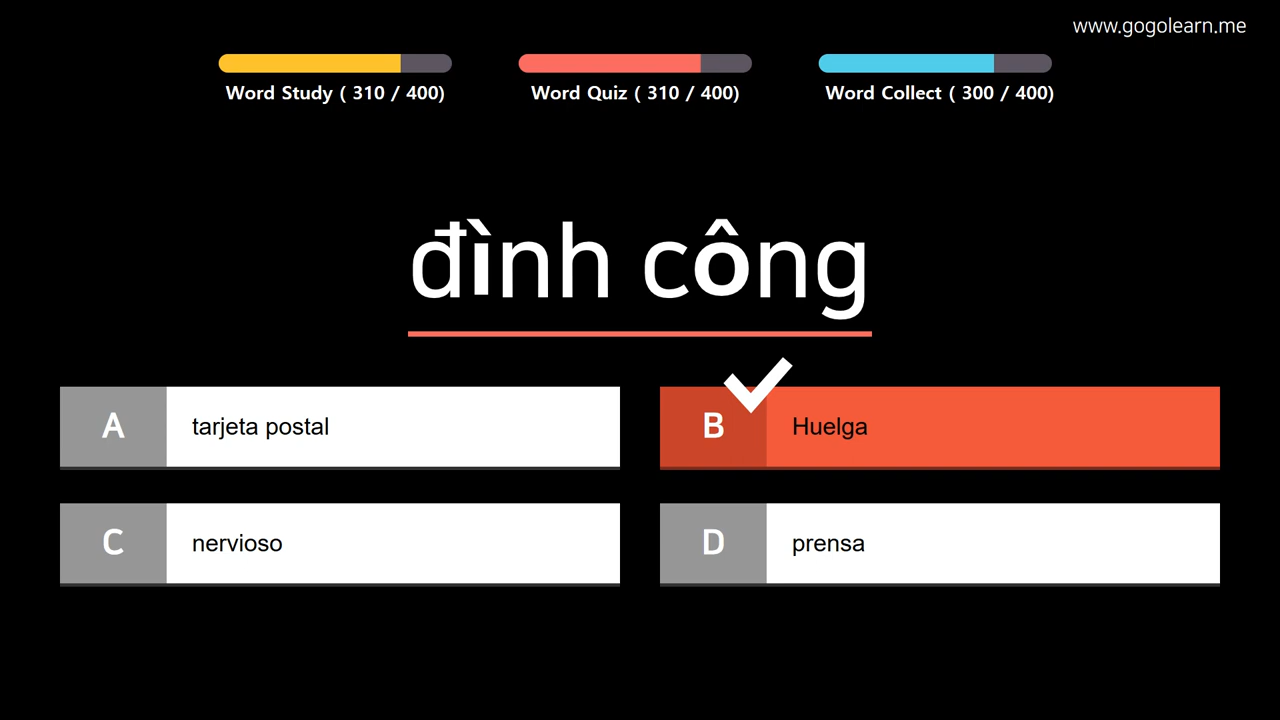 www.gogolearn.me
Word Study ( 310 / 400)
Word Quiz ( 310 / 400)
Word Collect ( 300 / 400)
đình công
A
tarjeta postal
B
Huelga
C
nervioso
D
prensa